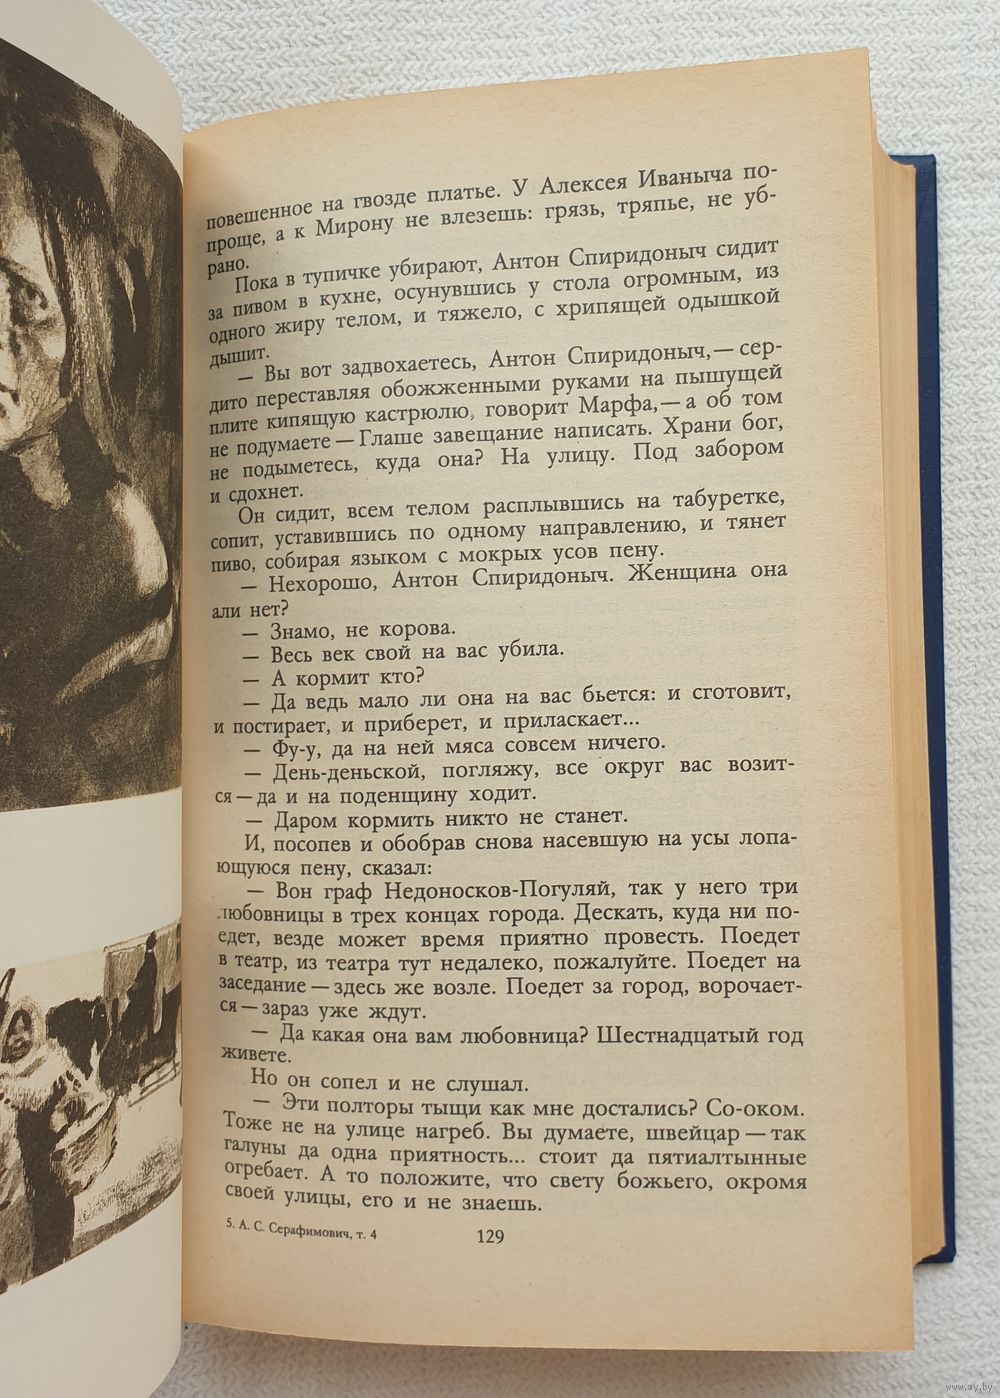 повешенное на гвозде платье. У Алексея Иваныча по-
проще, а к Мирону не влезешь: грязь, тряпье, не уб-
рано.
Пока в тупичке убирают, Антон Спиридоныч сидит
за пивом в кухне, осунувшись у стола огромным, из
одного жиру телом, и тяжело, с хрипящей одышкой
дышит.
— Вы вот задвохаетесь, Антон Спиридоныч,— сер-
дито переставляя обожженными руками на пышущей
плите кипящую кастрюлю, говорит Марфа,— а об том
не подумаете — Глаше завещание написать. Храни бог,
не подыметесь, куда она? На улицу. Под забором
и сдохнет.
Он сидит, всем телом расплывшись на табуретке,
сопит, уставившись по одному направлению, и тянет
пиво, собирая языком с мокрых усов пену.
— Нехорошо, Антон Спиридоныч. Женщина она
али нет?
— Знамо, не корова.
— Весь век свой на вас убила.
— А кормит кто?
— Да ведь мало ли она на вас бьется: и сготовит,
и постирает, и приберет, и приласкает...
— Фу-у, да на ней мяса совсем ничего.
— День-деньской, погляжу, все округ вас возит-
ся — да и на поденщину ходит.
— Даром кормить никто не станет.
И, посопев и обобрав снова насевшую на усы лопа-
ющуюся пену, сказал:
— Вон граф Недоносков-Погуляй, так у него три
любовницы в трех концах города. Дескать, куда ни по-
едет, везде может время приятно провесть. Поедет
в театр, из театра тут недалеко, пожалуйте. Поедет на
заседание — здесь же возле. Поедет за город, ворочает-
ся — зараз уже ждут.
— Да какая она вам любовница? Шестнадцатый год
живете.
Но он сопел и не слушал.
— Эти полторы тыщи как мне достались? Со-оком.
Тоже не на улице нагреб. Вы думаете, швейцар — так
галуны да одна приятность... стоит да пятиалтынные
огребает. А то положите, что свету божьего, окромя
своей улицы, его и не знаешь.
5. А. С. Серафимович, т. 4
129
www.ay.by